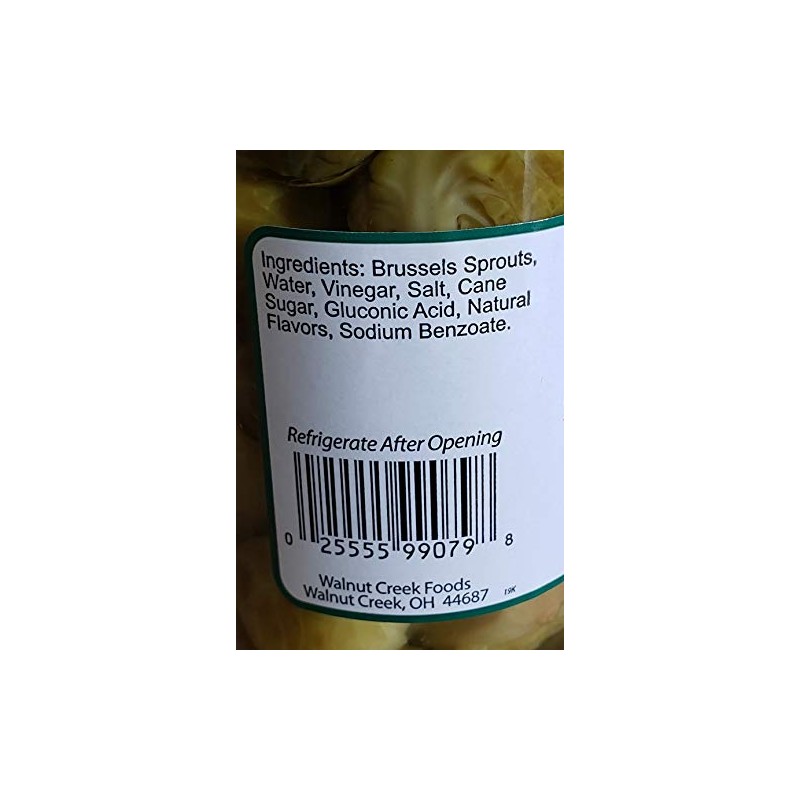 Ingredients: Brussels Sprouts,
Water, Vinegar, Salt, Cane
Sugar, Gluconic Acid, Natural
Flavors, Sodium Benzoate.
Refrigerate After Opening
0 25555 99079 8
Walnut Creek Foods
Walnut Creek, OH 44687 19K